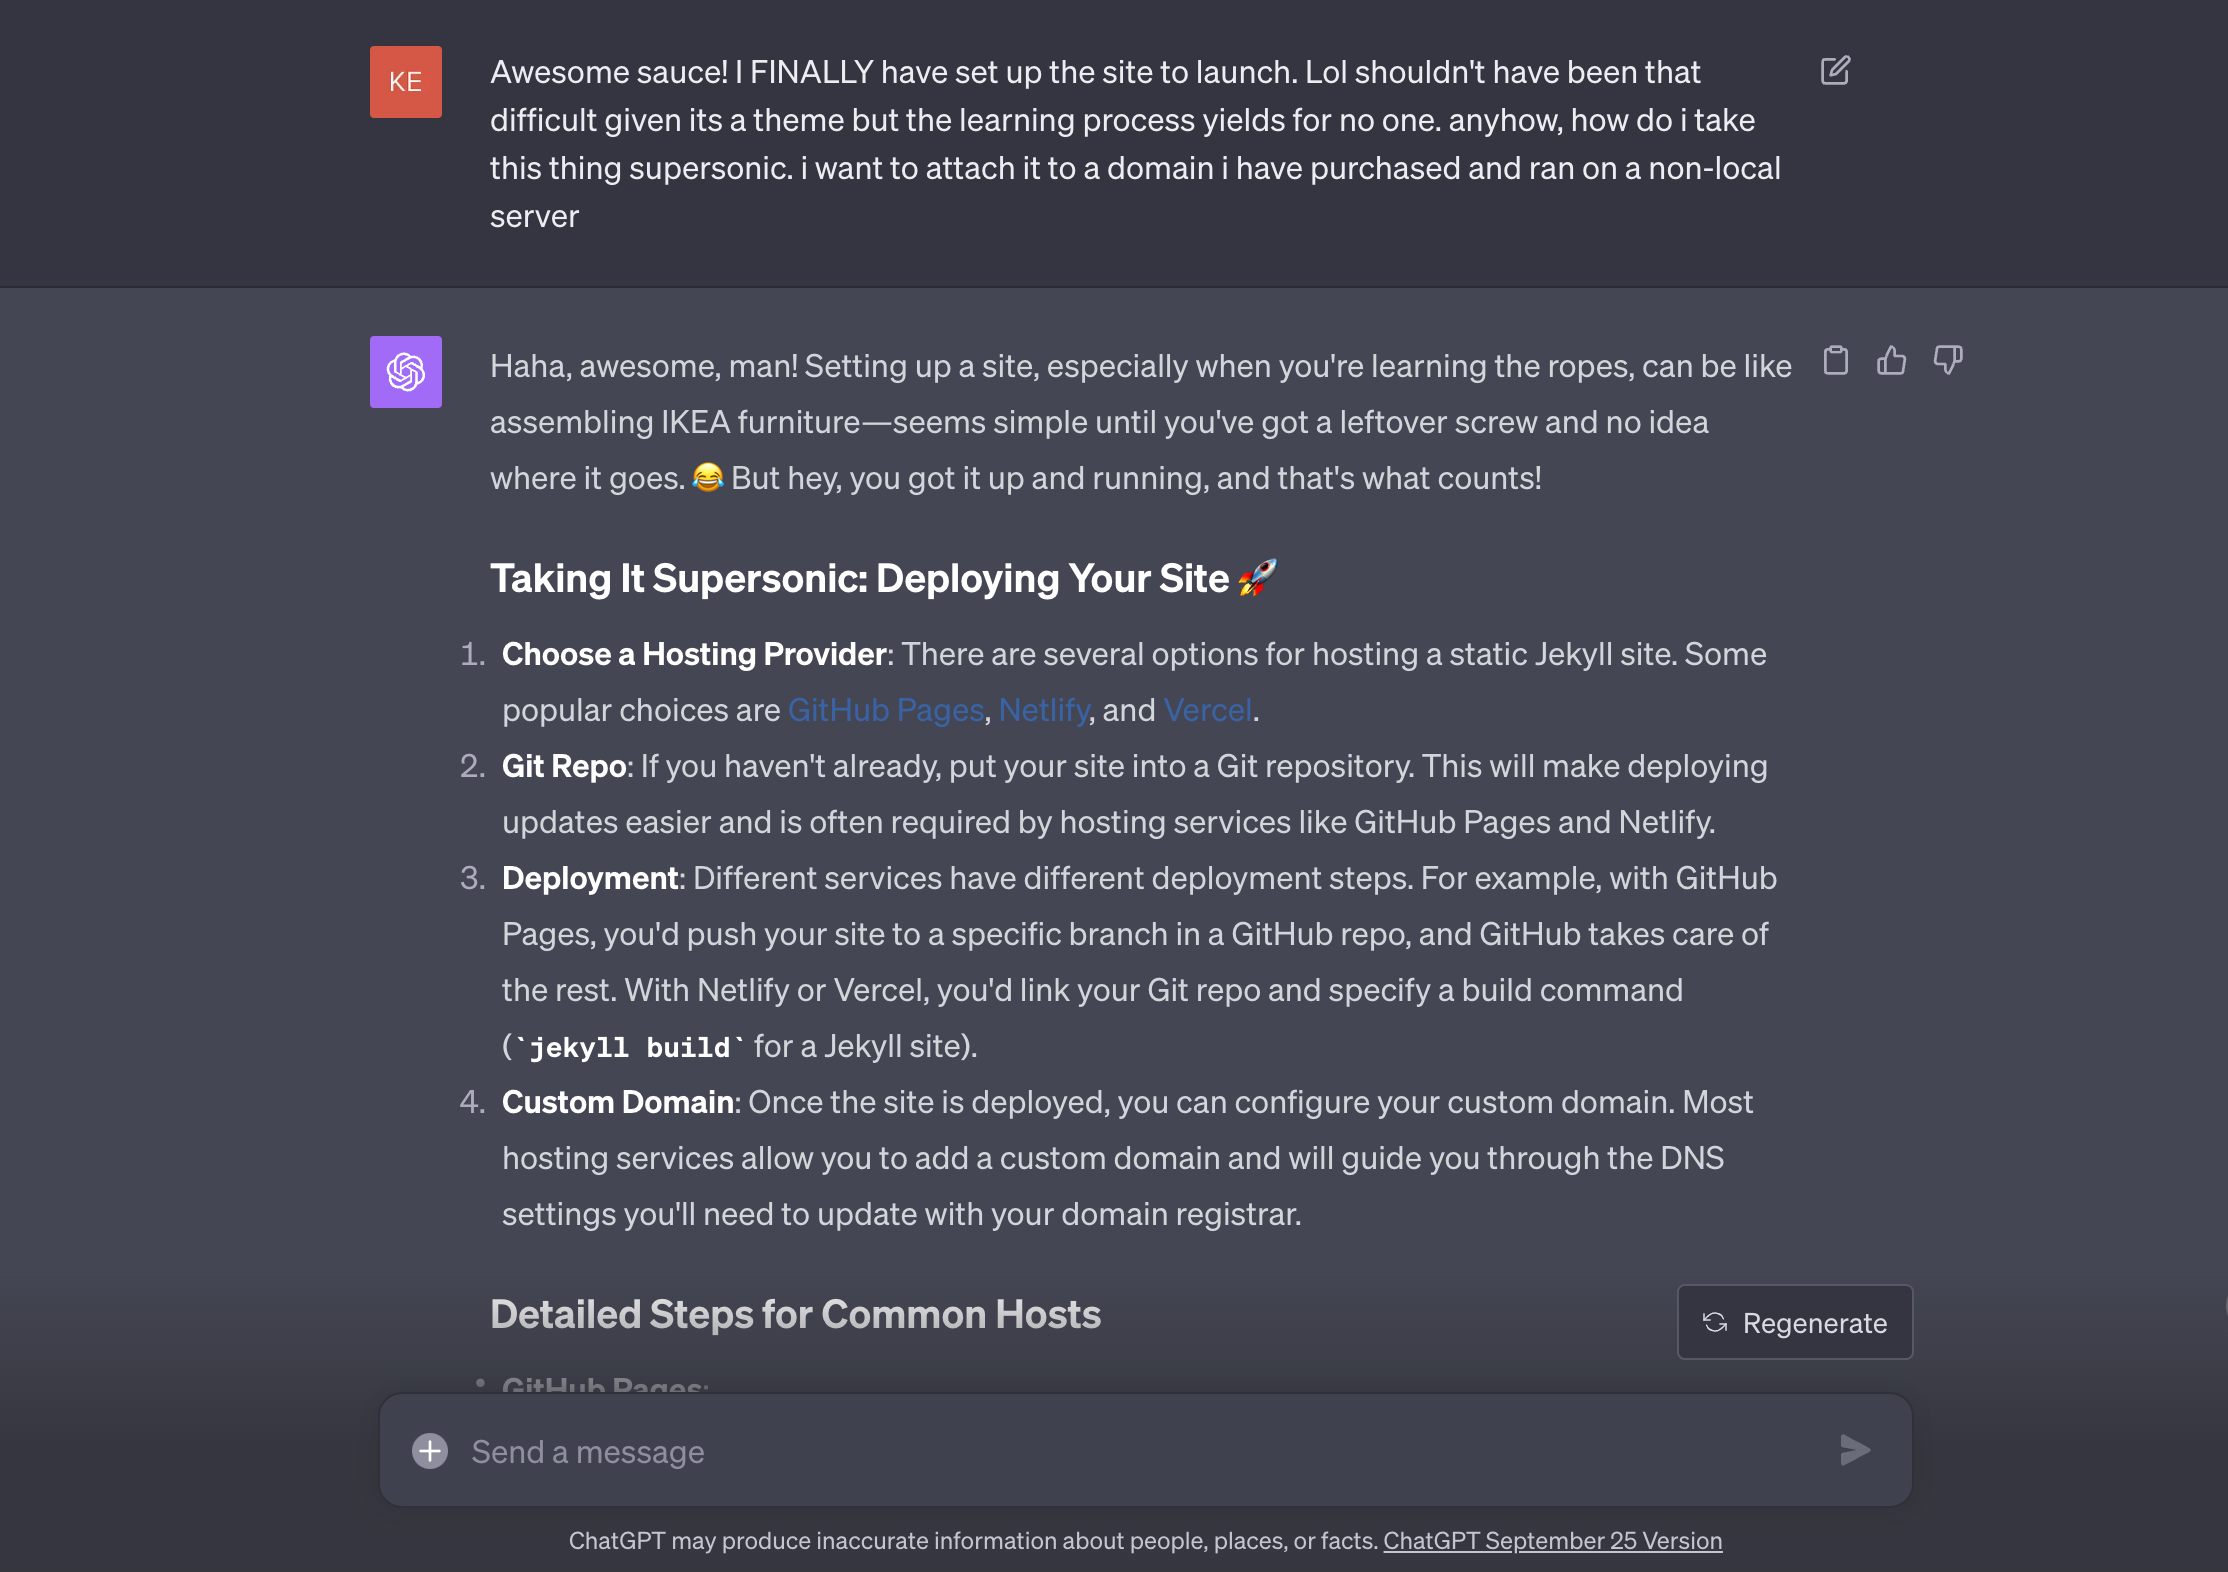 KE
Awesome sauce! I FINALLY have set up the site to launch. Lol shouldn't have been that
difficult given its a theme but the learning process yields for no one. anyhow, how do i take
this thing supersonic. i want to attach it to a domain i have purchased and ran on a non-local
server
Haha, awesome, man! Setting up a site, especially when you're learning the ropes, can be like
assembling IKEA furniture—seems simple until you've got a leftover screw and no idea
where it goes. 😂 But hey, you got it up and running, and that's what counts!
Taking It Supersonic: Deploying Your Site 🚀
1. Choose a Hosting Provider: There are several options for hosting a static Jekyll site. Some
popular choices are GitHub Pages, Netlify, and Vercel.
2. Git Repo: If you haven't already, put your site into a Git repository. This will make deploying
updates easier and is often required by hosting services like GitHub Pages and Netlify.
3. Deployment: Different services have different deployment steps. For example, with GitHub
Pages, you'd push your site to a specific branch in a GitHub repo, and GitHub takes care of
the rest. With Netlify or Vercel, you'd link your Git repo and specify a build command
(`jekyll build` for a Jekyll site).
4. Custom Domain: Once the site is deployed, you can configure your custom domain. Most
hosting services allow you to add a custom domain and will guide you through the DNS
settings you'll need to update with your domain registrar.
Detailed Steps for Common Hosts
Regenerate
• GitHub Pages:
Send a message
ChatGPT may produce inaccurate information about people, places, or facts. ChatGPT September 25 Version